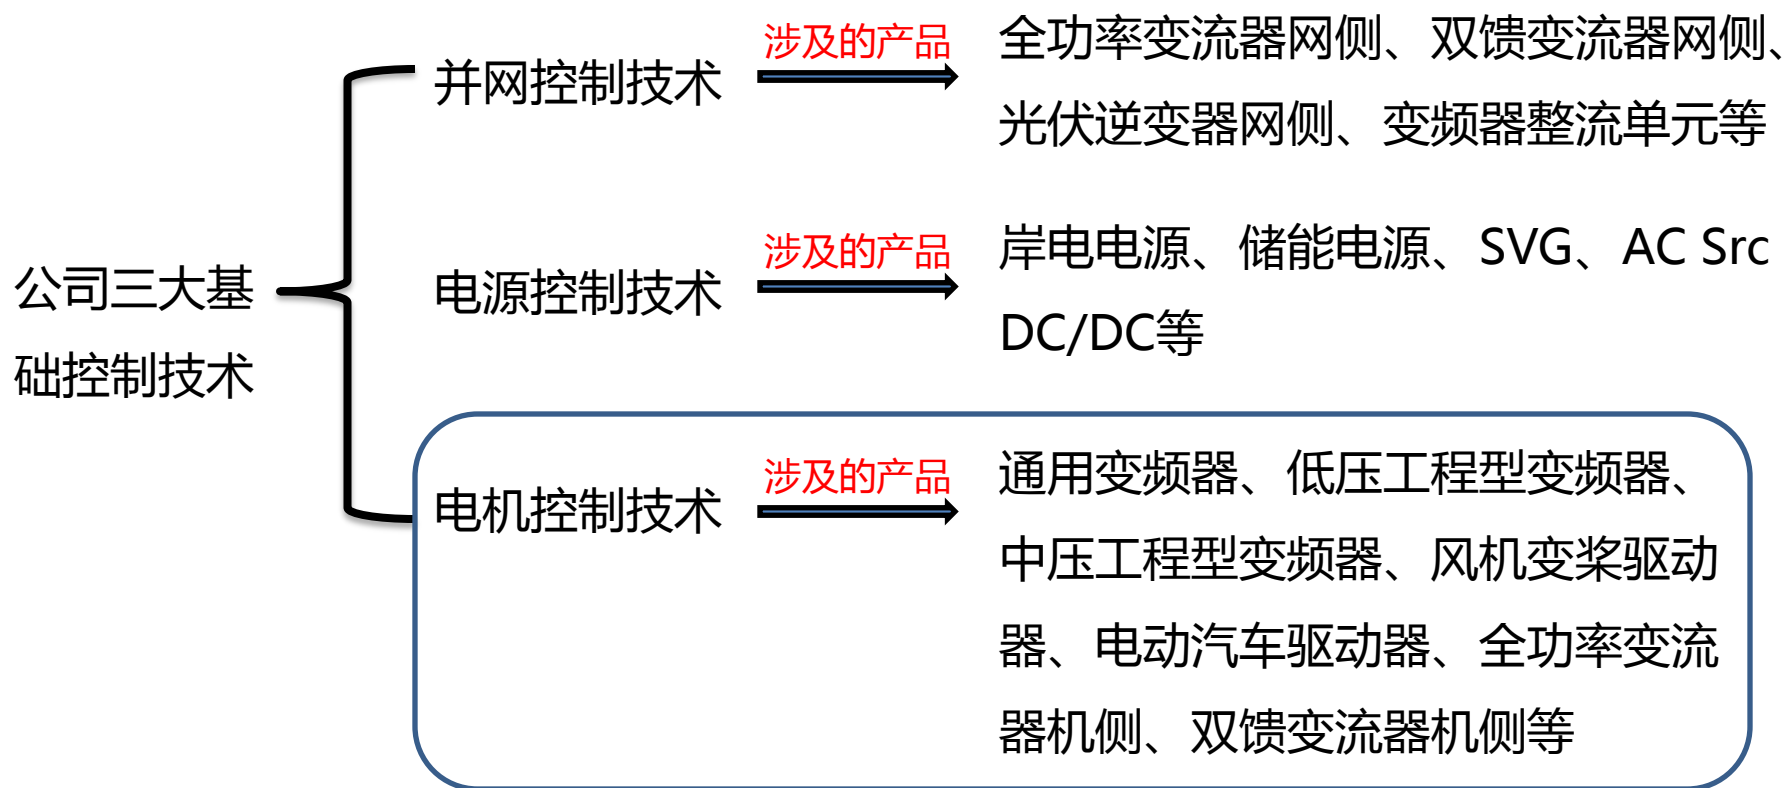 公司三大基
础控制技术
并网控制技术
涉及的产品
全功率变流器网侧、双馈变流器网侧、
光伏逆变器网侧、变频器整流单元等
电源控制技术
涉及的产品
岸电电源、储能电源、SVG、AC Src
DC/DC等
电机控制技术
涉及的产品
通用变频器、低压工程型变频器、
中压工程型变频器、风机变桨驱动
器、电动汽车驱动器、全功率变流
器机侧、双馈变流器机侧等